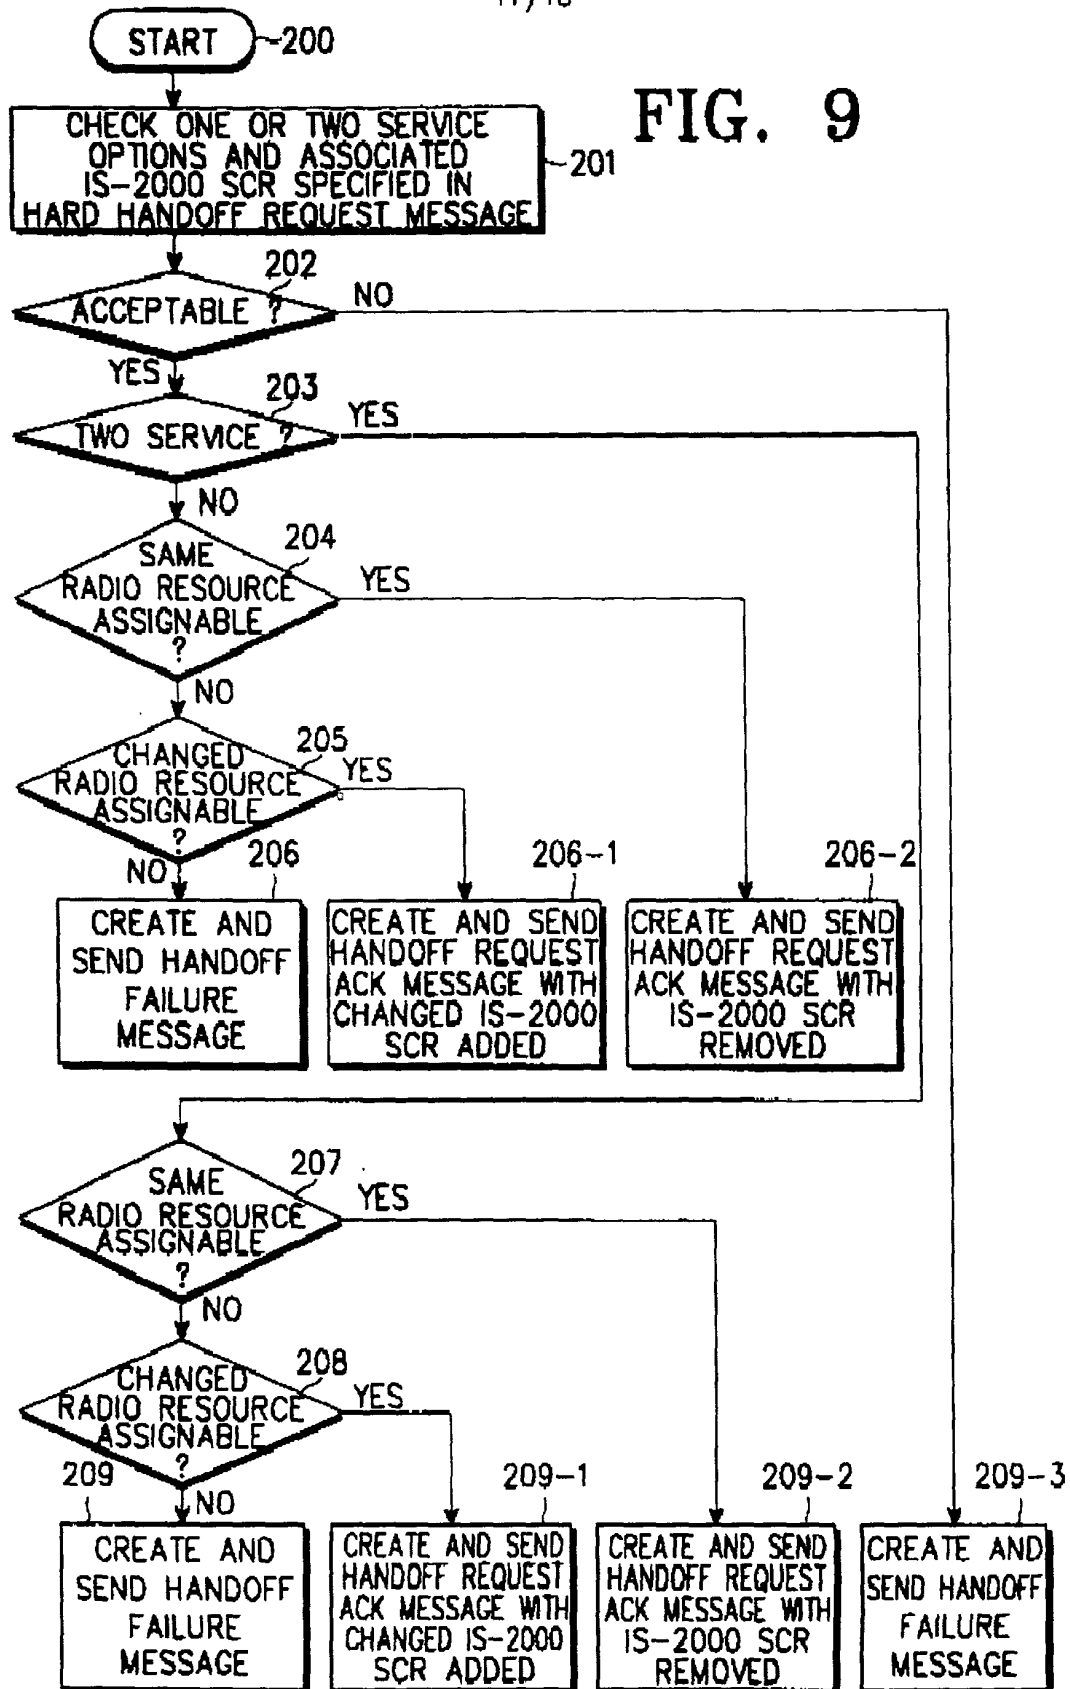 START
200
FIG. 9
CHECK ONE OR TWO SERVICE
OPTIONS AND ASSOCIATED
IS-2000 SCR SPECIFIED IN
HARD HANDOFF REQUEST MESSAGE
201
202
ACCEPTABLE ?
NO
YES
203
TWO SERVICE ?
YES
NO
204
SAME
RADIO RESOURCE
ASSIGNABLE
?
YES
NO
205
CHANGED
RADIO RESOURCE
ASSIGNABLE
?
YES
NO
206
CREATE AND
SEND HANDOFF
FAILURE
MESSAGE
206-1
CREATE AND SEND
HANDOFF REQUEST
ACK MESSAGE WITH
CHANGED IS-2000
SCR ADDED
206-2
CREATE AND SEND
HANDOFF REQUEST
ACK MESSAGE WITH
IS-2000 SCR
REMOVED
207
SAME
RADIO RESOURCE
ASSIGNABLE
?
YES
NO
208
CHANGED
RADIO RESOURCE
ASSIGNABLE
?
YES
NO
209
CREATE AND
SEND HANDOFF
FAILURE
MESSAGE
209-1
CREATE AND SEND
HANDOFF REQUEST
ACK MESSAGE WITH
CHANGED IS-2000
SCR ADDED
209-2
CREATE AND SEND
HANDOFF REQUEST
ACK MESSAGE WITH
IS-2000 SCR
REMOVED
209-3
CREATE AND
SEND HANDOFF
FAILURE
MESSAGE